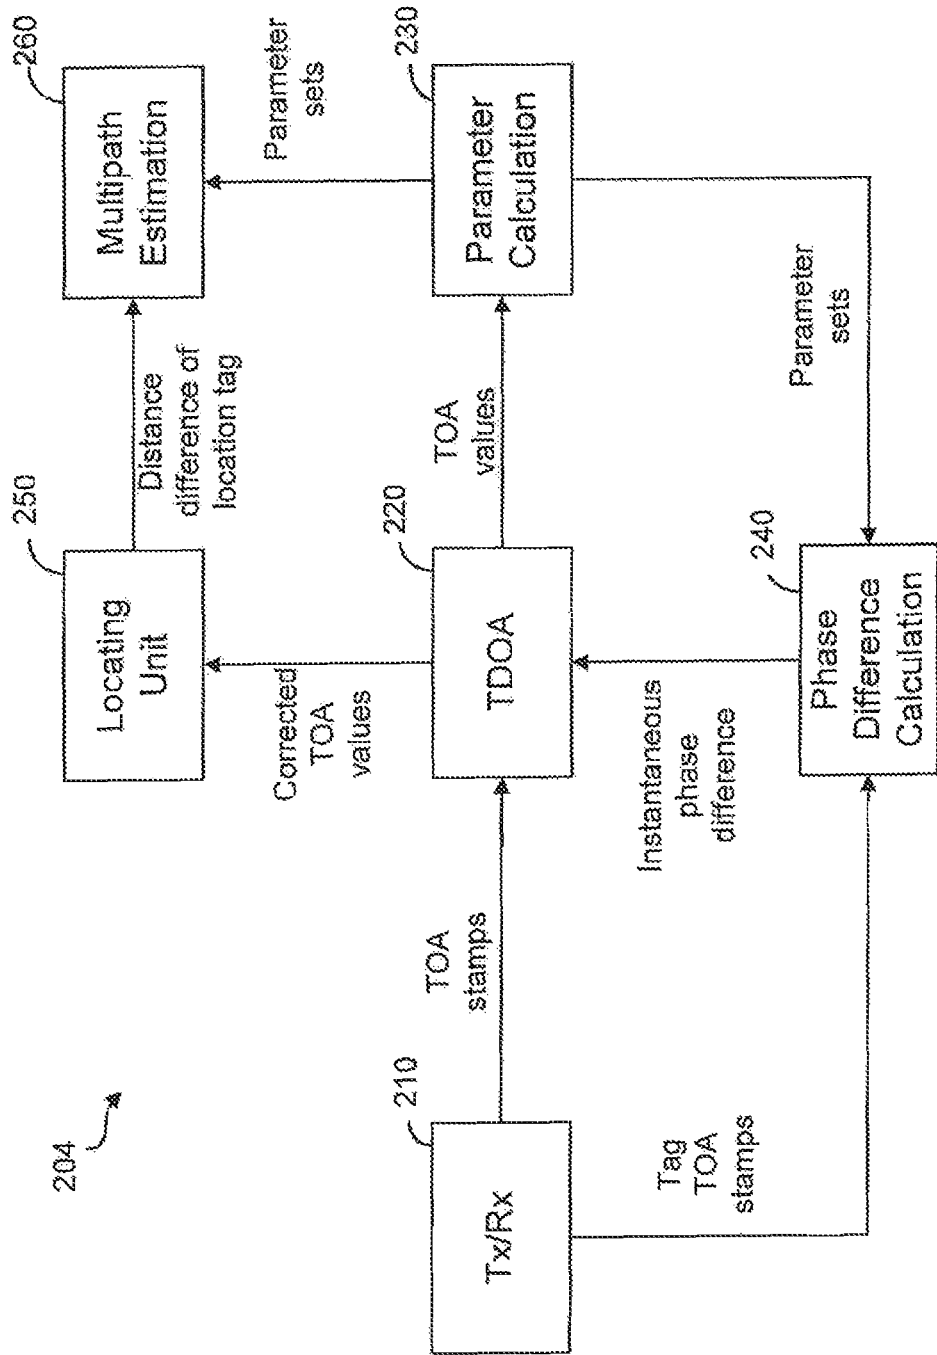 204
210
Tx/Rx
TOA
stamps
Tag
TOA
stamps
220
TDOA
TOA
values
Corrected
TOA
values
Instantaneous
phase
difference
230
Parameter
Calculation
Parameter
sets
Parameter
sets
240
Phase
Difference
Calculation
250
Locating
Unit
Distance
difference of
location tag
260
Multipath
Estimation